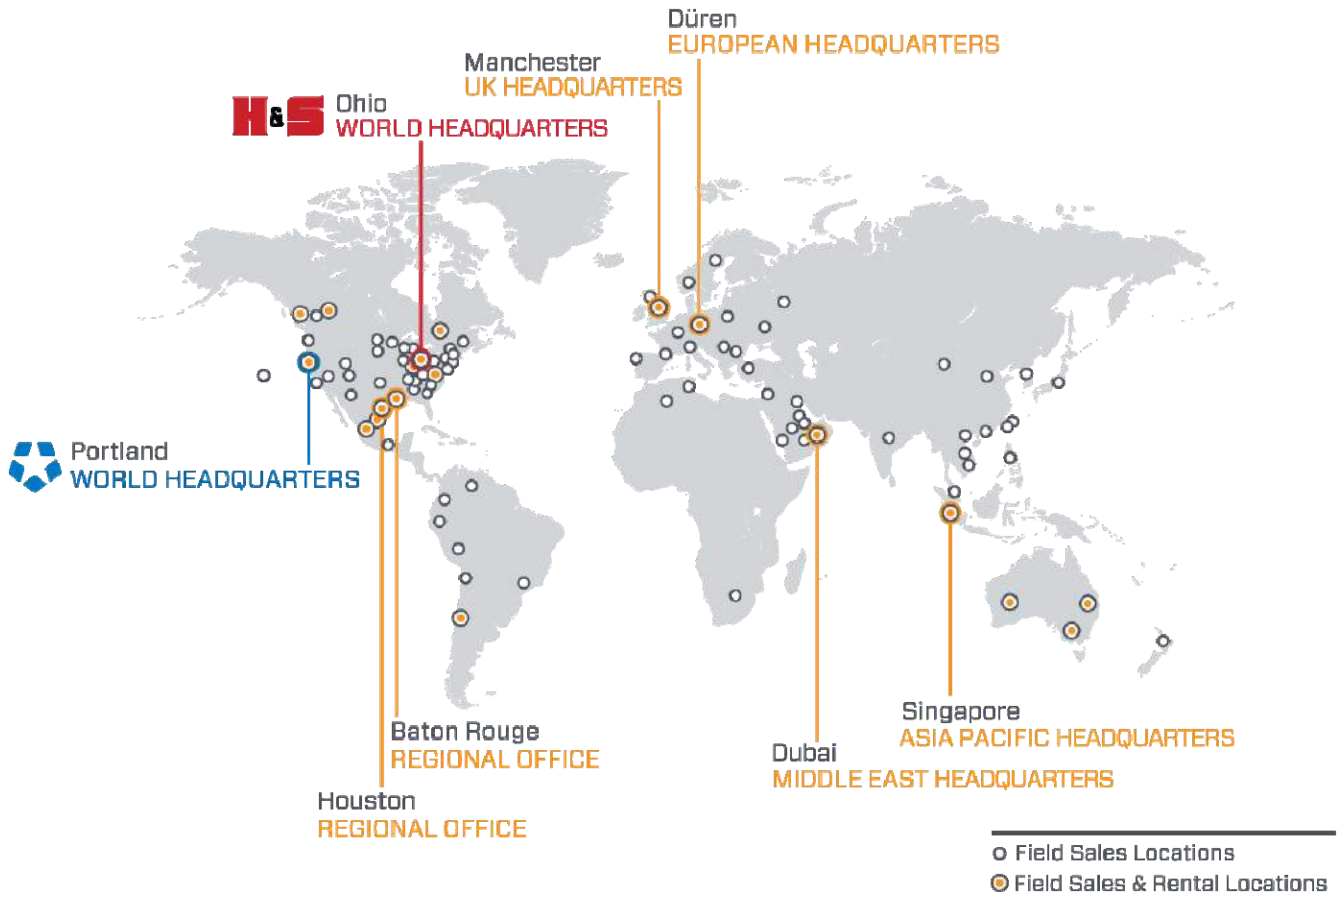 Düren
EUROPEAN HEADQUARTERS
Manchester
UK HEADQUARTERS
H&S
Ohio
WORLD HEADQUARTERS
Portland
WORLD HEADQUARTERS
Baton Rouge
REGIONAL OFFICE
Houston
REGIONAL OFFICE
Singapore
ASIA PACIFIC HEADQUARTERS
Dubai
MIDDLE EAST HEADQUARTERS
Field Sales Locations
Field Sales & Rental Locations